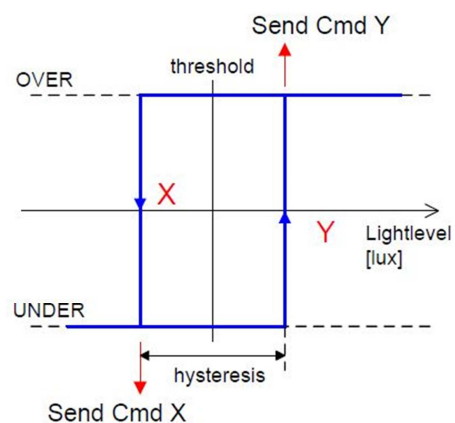 Send Cmd Y
threshold
OVER
X
Y
Lightlevel
[lux]
UNDER
hysteresis
Send Cmd X